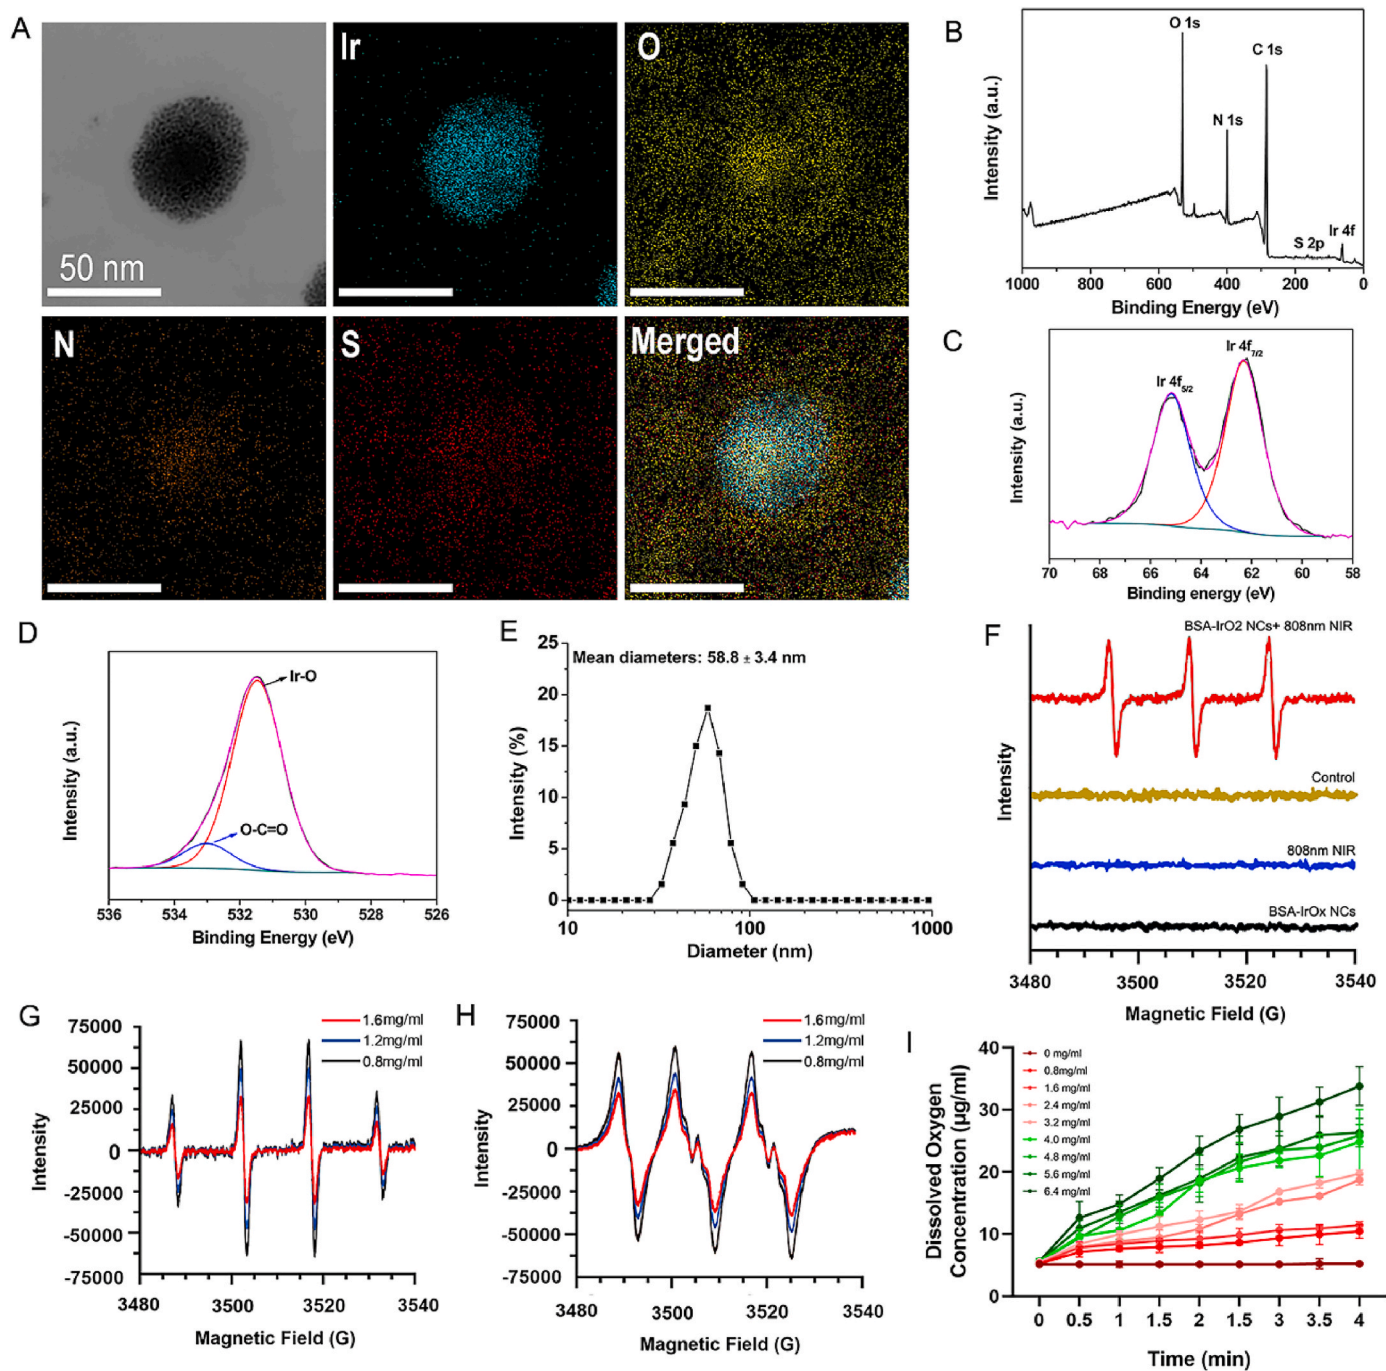 A
50 nm
Ir
O
N
S
Merged
B
O 1s
C 1s
N 1s
S 2p
Ir 4f
Intensity (a.u.)
1000 800 600 400 200 0
Binding Energy (eV)
C
Ir 4f7/2
Ir 4f5/2
Intensity (a.u.)
70 68 66 64 62 60 58
Binding energy (eV)
D
Ir-O
O-C=O
Intensity (a.u.)
536 534 532 530 528 526
Binding Energy (eV)
E
Mean diameters: 58.8 ± 3.4 nm
Intensity (%)
25
20
15
10
5
0
10 100 1000
Diameter (nm)
F
BSA-IrO2 NCs+ 808nm NIR
Control
808nm NIR
BSA-IrOx NCs
Intensity
3480 3500 3520 3540
Magnetic Field (G)
G
1.6mg/ml
1.2mg/ml
0.8mg/ml
Intensity
75000
50000
25000
0
-25000
-50000
-75000
3480 3500 3520 3540
Magnetic Field (G)
H
1.6mg/ml
1.2mg/ml
0.8mg/ml
Intensity
75000
50000
25000
0
-25000
-50000
-75000
3480 3500 3520 3540
Magnetic Field (G)
I
0 mg/ml
0.8mg/ml
1.6 mg/ml
2.4 mg/ml
3.2 mg/ml
4.0 mg/ml
4.8 mg/ml
5.6 mg/ml
6.4 mg/ml
Dissolved Oxygen
Concentration (μg/ml)
40
30
20
10
0
0 0.5 1 1.5 2 1.5 3 3.5 4
Time (min)